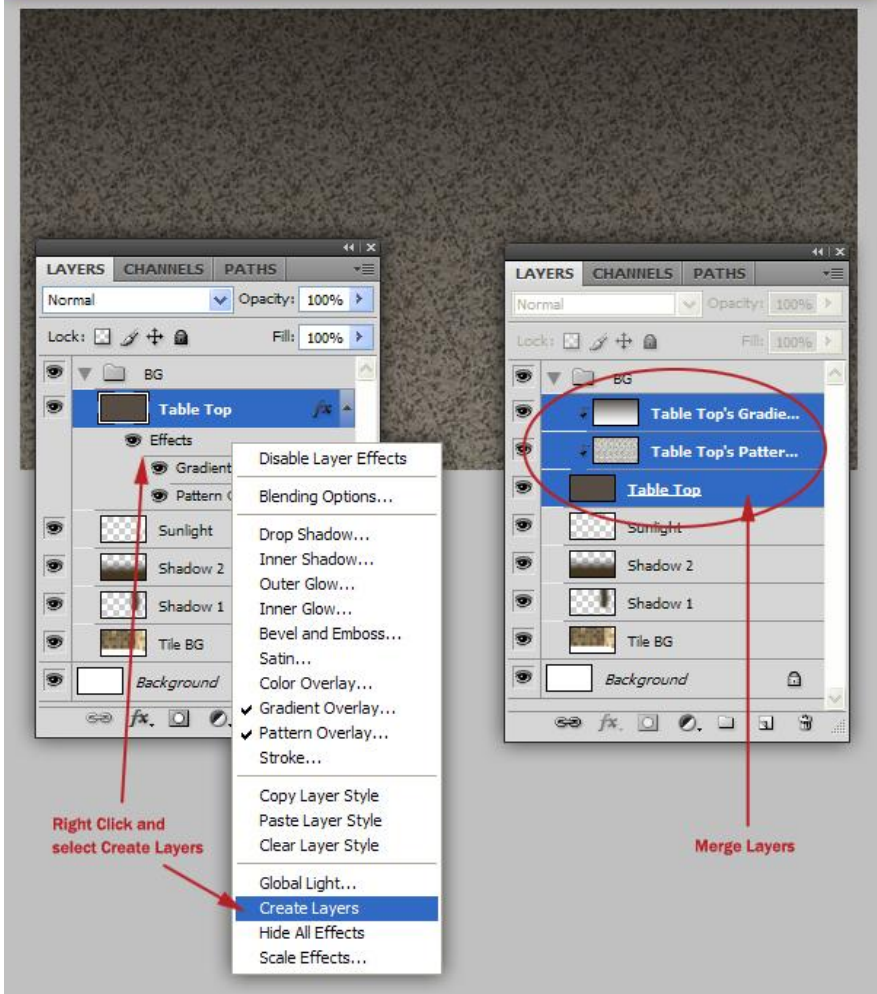 LAYERS CHANNELS PATHS
Normal Opacity: 100%
Lock: Fill: 100%
BG
Table Top fx
Effects
Gradient
Pattern
Sunlight
Shadow 2
Shadow 1
Tile BG
Background
fx.
Disable Layer Effects
Blending Options...
Drop Shadow...
Inner Shadow...
Outer Glow...
Inner Glow...
Bevel and Emboss...
Satin...
Color Overlay...
Gradient Overlay...
Pattern Overlay...
Stroke...
Copy Layer Style
Paste Layer Style
Clear Layer Style
Global Light...
Create Layers
Hide All Effects
Scale Effects...
Right Click and
select Create Layers
LAYERS CHANNELS PATHS
Normal Opacity: 100%
Lock: Fill: 100%
BG
Table Top's Gradie...
Table Top's Patter...
Table Top
Sunlight
Shadow 2
Shadow 1
Tile BG
Background
fx.
Merge Layers